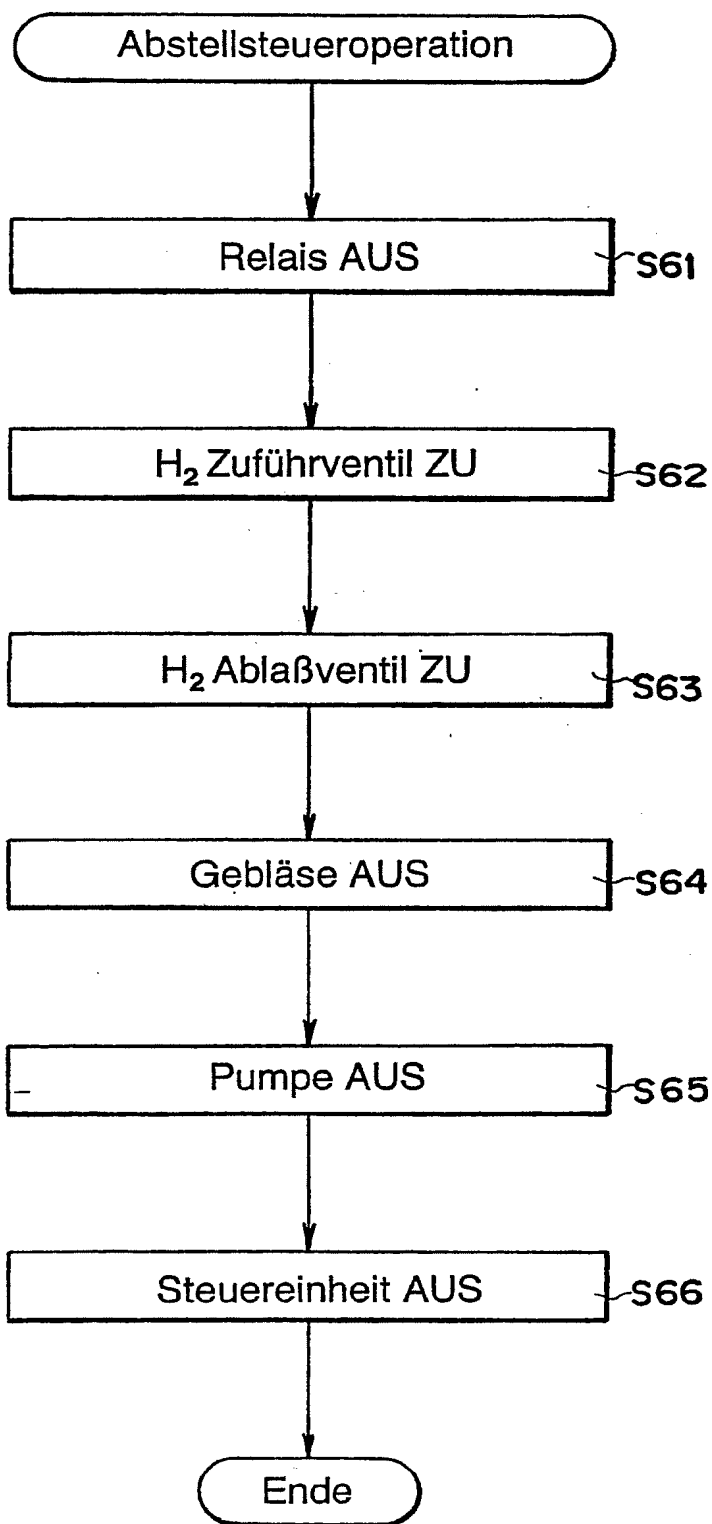 Abstellsteueroperation
Relais AUS
S61
H₂ Zuführventil ZU
S62
H₂ Ablaßventil ZU
S63
Gebläse AUS
S64
Pumpe AUS
S65
Steuereinheit AUS
S66
Ende